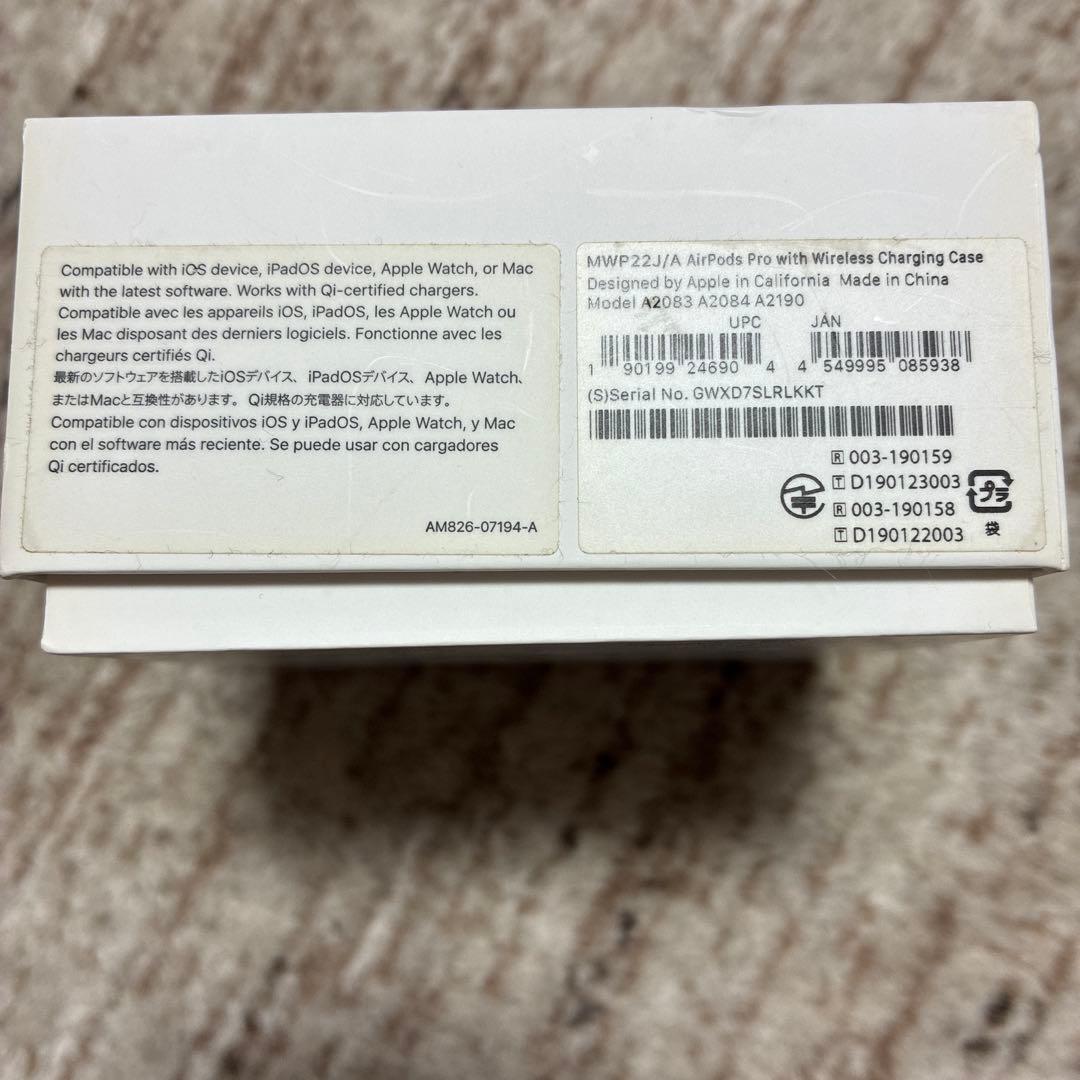 Compatible with iOS device, iPadOS device, Apple Watch, or Mac
with the latest software. Works with Qi-certified chargers.
Compatible avec les appareils iOS, iPadOS, les Apple Watch ou
les Mac disposant des derniers logiciels. Fonctionne avec les
chargeurs certifiés Qi.
最新のソフトウェアを搭載したiOSデバイス、iPadOSデバイス、Apple Watch、
またはMacと互換性があります。Qi規格の充電器に対応しています。
Compatible con dispositivos iOS y iPadOS, Apple Watch, y Mac
con el software más reciente. Se puede usar con cargadores
Qi certificados.
AM826-07194-A
MWP22J/A AirPods Pro with Wireless Charging Case
Designed by Apple in California Made in China
Model A2083 A2084 A2190
UPC JAN
1 90199 24690 4 4 549995 085938
(S)Serial No. GWXD7SLRLKKT
R 003-190159
T D190123003
R 003-190158
T D190122003
プラ
袋